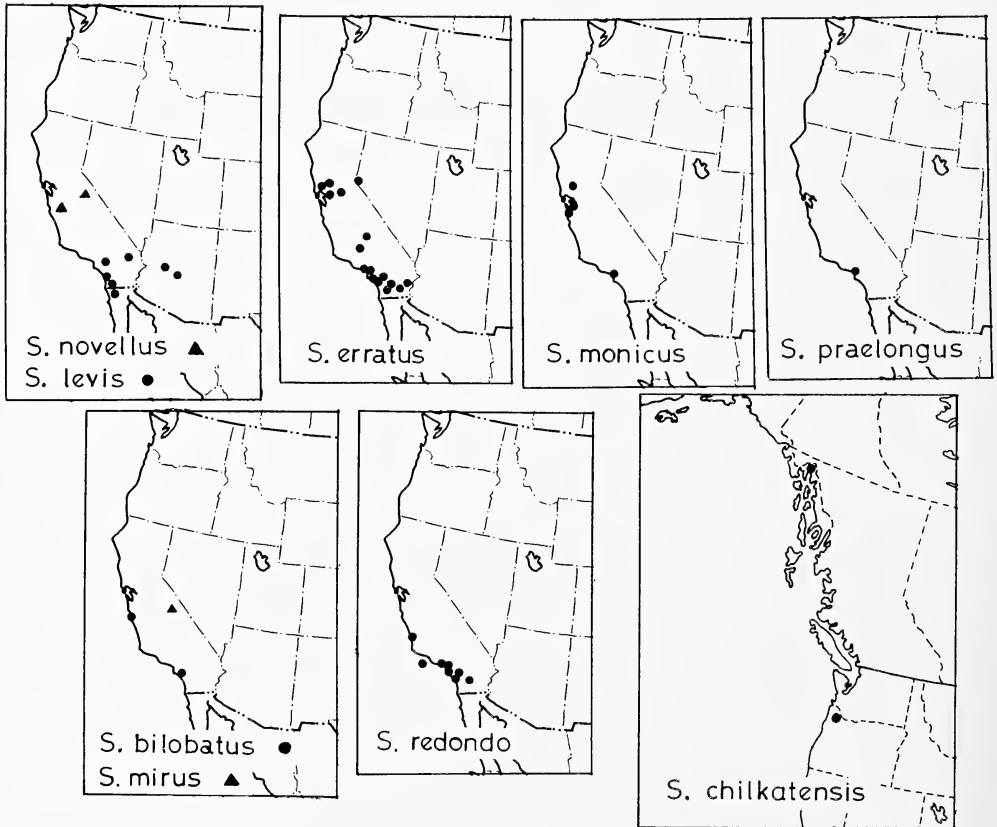 S. novellus
S. levis
S. erratus
S. monicus
S. praelongus
S. bilobatus
S. mirus
S. redondo
S. chilkatensis